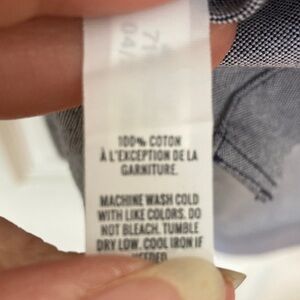 100% COTON
À L'EXCEPTION DE LA
GARNITURE.
MACHINE WASH COLD
WITH LIKE COLORS. DO
NOT BLEACH. TUMBLE
DRY LOW. COOL IRON IF
NEEDED.